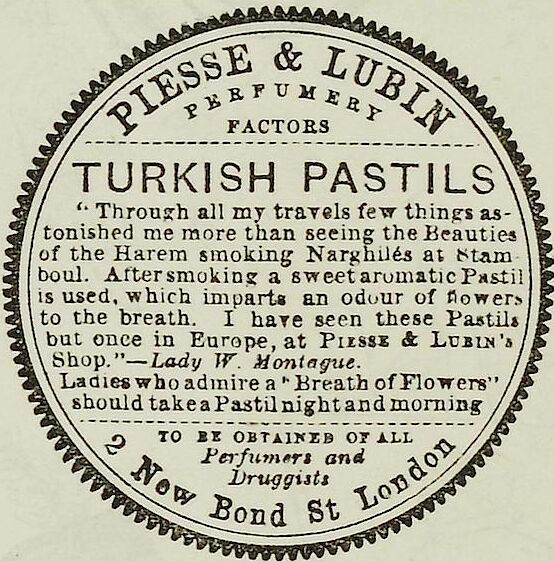 PIESSE & LUBIN
PERFUMERY
FACTORS
TURKISH PASTILS
“Through all my travels few things as-
tonished me more than seeing the Beauties
of the Harem smoking Narghilés at Stam
boul. After smoking a sweet aromatic Pastil
is used, which imparts an odour of flowers
to the breath. I have seen these Pastils
but once in Europe, at PIESSE & LUBIN's
Shop.”—Lady W. Montague.
Ladies who admire a "Breath of Flowers"
should take a Pastil night and morning
TO BE OBTAINED OF ALL
Perfumers and
Druggists
2 New Bond St London